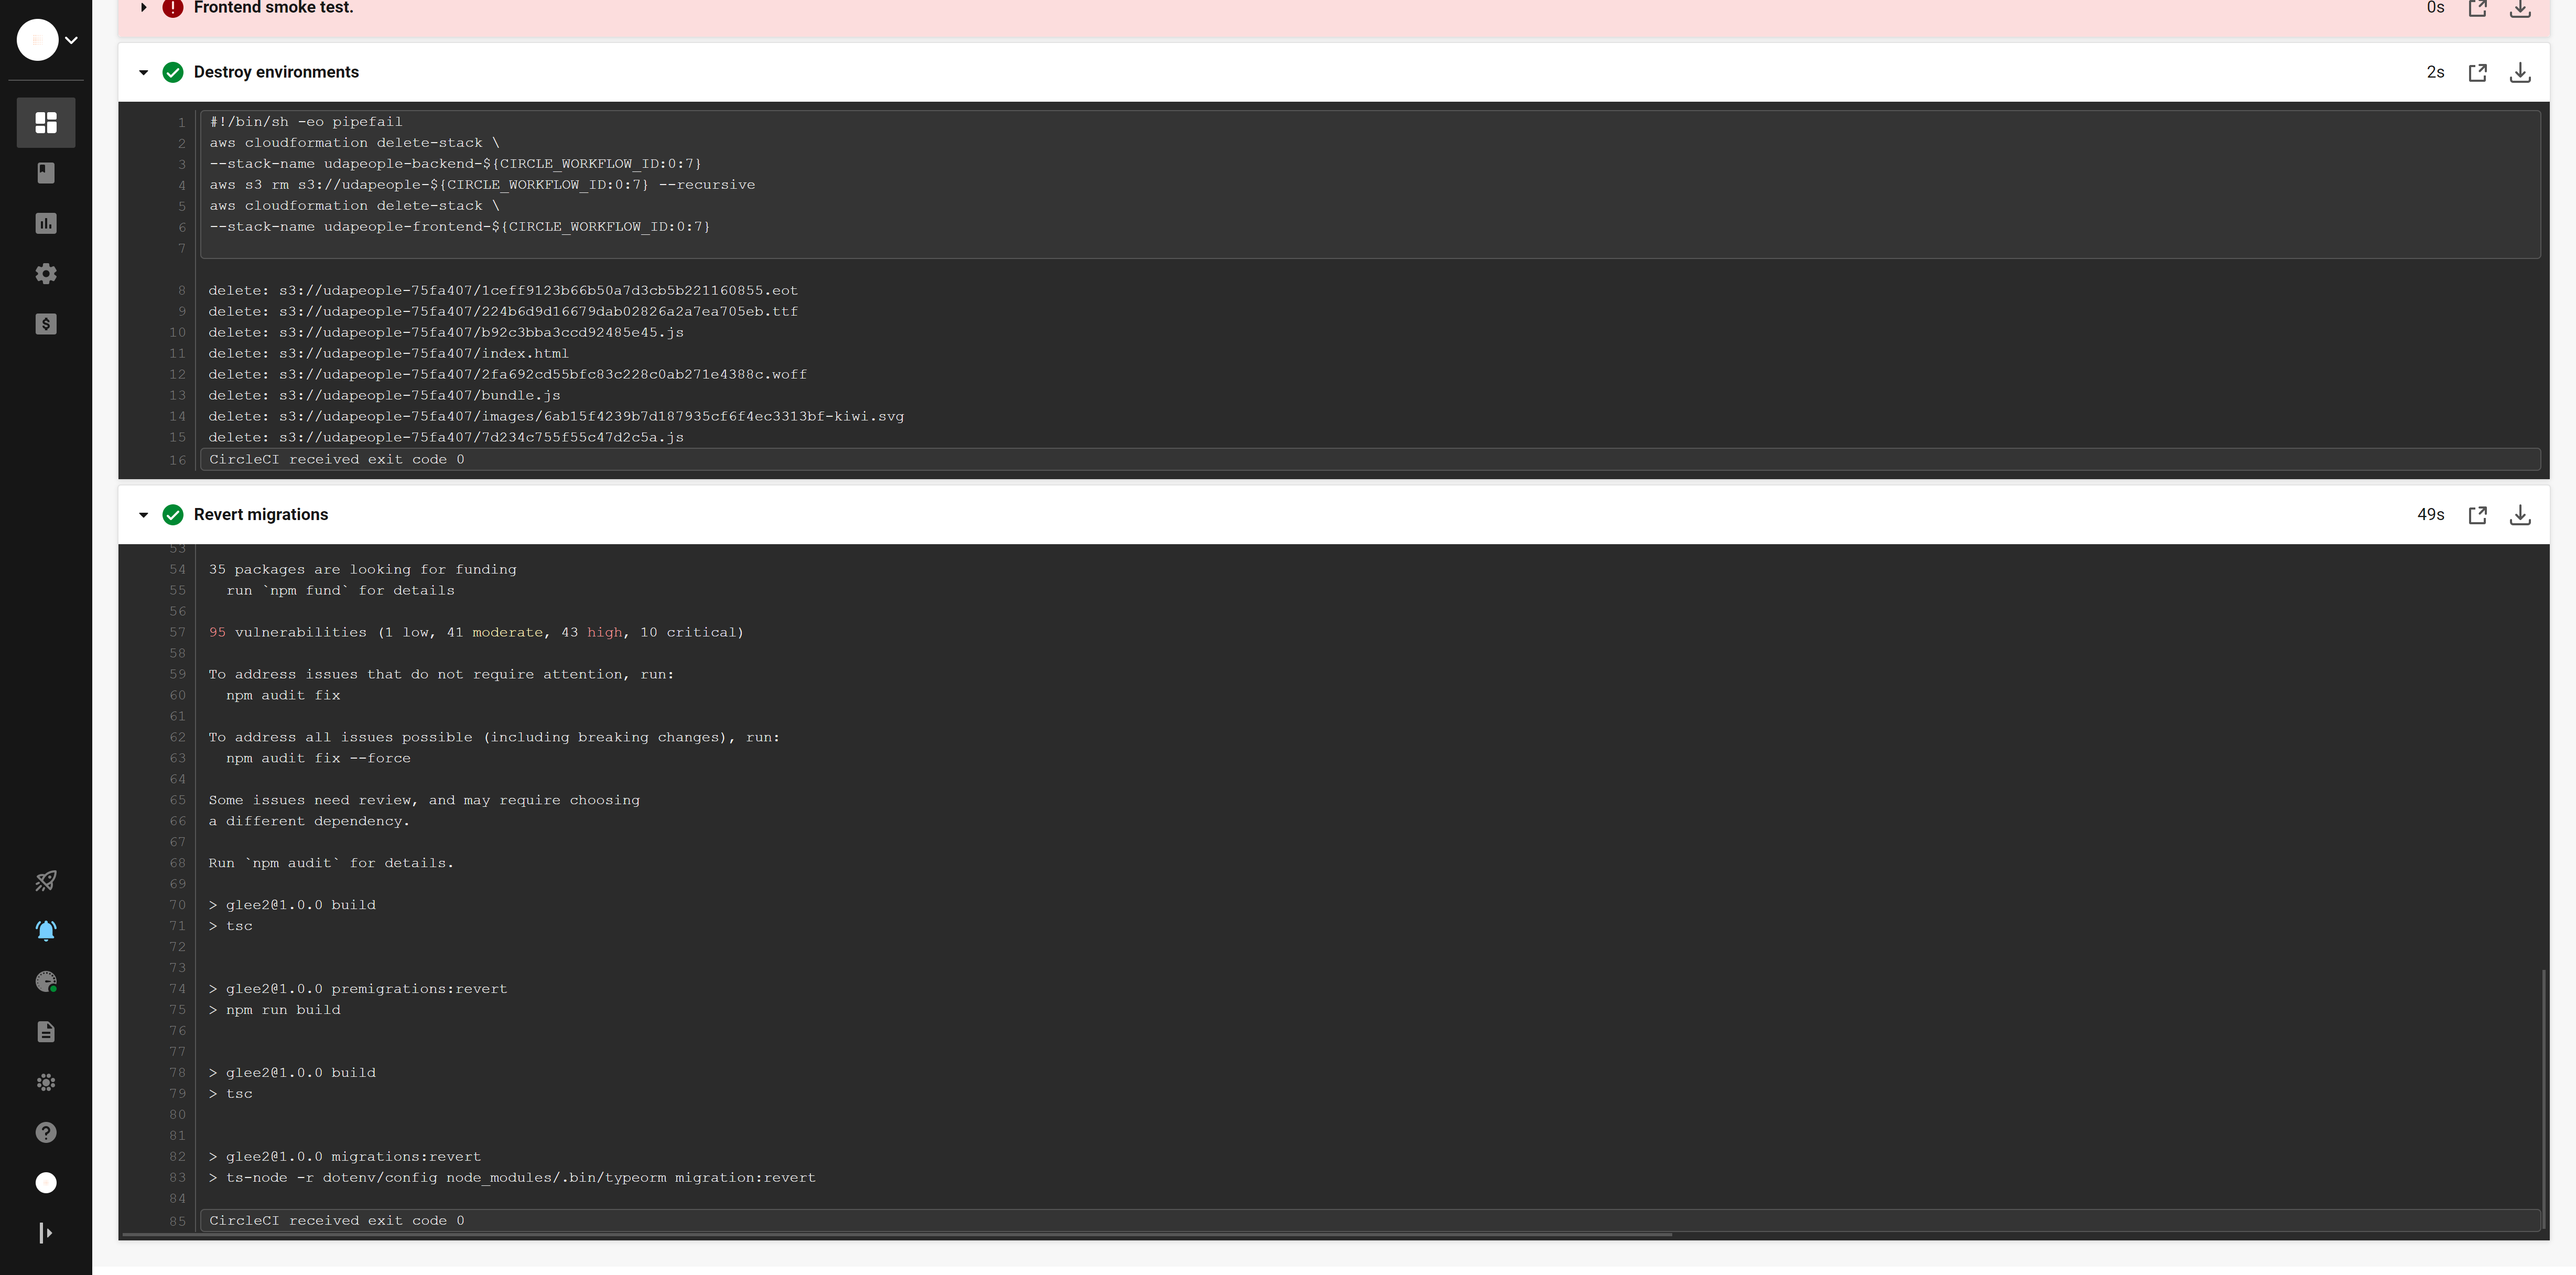 Frontend smoke test.
0s
Destroy environments
2s
1 #!/bin/sh -eo pipefail
2 aws cloudformation delete-stack \
3 --stack-name udapeople-backend-${CIRCLE_WORKFLOW_ID:0:7}
4 aws s3 rm s3://udapeople-${CIRCLE_WORKFLOW_ID:0:7} --recursive
5 aws cloudformation delete-stack \
6 --stack-name udapeople-frontend-${CIRCLE_WORKFLOW_ID:0:7}
7
8 delete: s3://udapeople-75fa407/1ceff9123b66b50a7d3cb5b221160855.eot
9 delete: s3://udapeople-75fa407/224b6d9d16679dab02826a2a7ea705eb.ttf
10 delete: s3://udapeople-75fa407/b92c3bba3ccd92485e45.js
11 delete: s3://udapeople-75fa407/index.html
12 delete: s3://udapeople-75fa407/2fa692cd55bfc83c228c0ab271e4388c.woff
13 delete: s3://udapeople-75fa407/bundle.js
14 delete: s3://udapeople-75fa407/images/6ab15f4239b7d187935cf6f4ec3313bf-kiwi.svg
15 delete: s3://udapeople-75fa407/7d234c755f55c47d2c5a.js
16 CircleCI received exit code 0
Revert migrations
49s
53
54 35 packages are looking for funding
55 run `npm fund` for details
56
57 95 vulnerabilities (1 low, 41 moderate, 43 high, 10 critical)
58
59 To address issues that do not require attention, run:
60 npm audit fix
61
62 To address all issues possible (including breaking changes), run:
63 npm audit fix --force
64
65 Some issues need review, and may require choosing
66 a different dependency.
67
68 Run `npm audit` for details.
69
70 > glee2@1.0.0 build
71 > tsc
72
73
74 > glee2@1.0.0 premigrations:revert
75 > npm run build
76
77
78 > glee2@1.0.0 build
79 > tsc
80
81
82 > glee2@1.0.0 migrations:revert
83 > ts-node -r dotenv/config node_modules/.bin/typeorm migration:revert
84
85 CircleCI received exit code 0